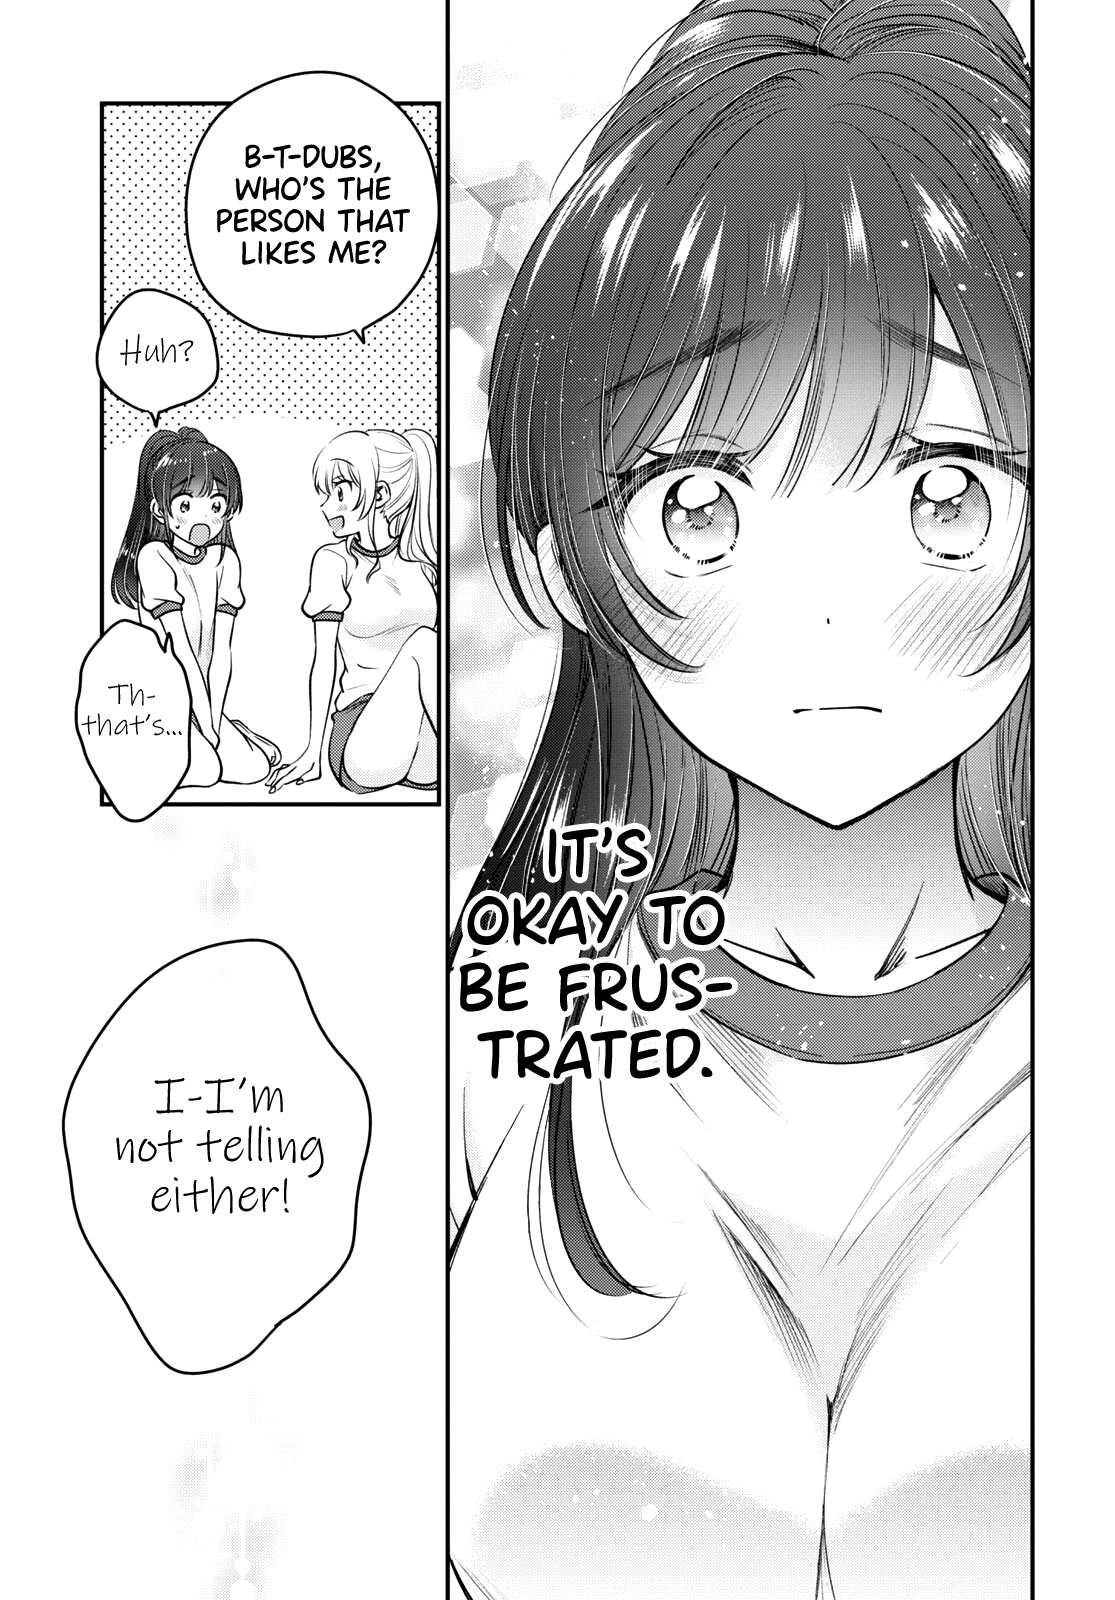 IT'S
OKAY TO
BE FRUS-
TRATED.
B-T-DUBS,
WHO'S THE
PERSON THAT
LIKES ME?
Huh?
Th-
that's...
I-I'm
not telling
either!